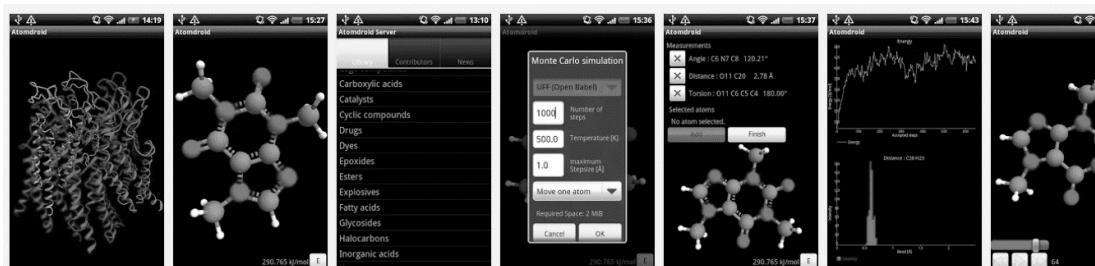 14:19
Atomdroid
15:27
Atomdroid
290.765 kJ/mol E
13:10
Atomdroid Server
Library Contributors News
Carboxylic acids
Catalysts
Cyclic compounds
Drugs
Dyes
Epoxides
Esters
Explosives
Fatty acids
Glycosides
Halocarbons
Inorganic acids
15:36
Atomdroid
Monte Carlo simulation
UFF (Open Babel)
1000 Number of
steps
500.0 Temperature [K]
1.0 maximum
Stepsize [Å]
Move one atom
Required Space: 2 MiB
Cancel OK
290.765 kJ/mol E
15:37
Atomdroid
Measurements
Angle : C6 N7 C8 120.21°
Distance : O11 C20 2.78 Å
Torsion : O11 C6 C5 C4 180.00°
Selected atoms
No atom selected.
Add Finish
15:43
Atomdroid
Energy
Accepted steps
Energy
Distance : C20 H23
Atomdroid
64